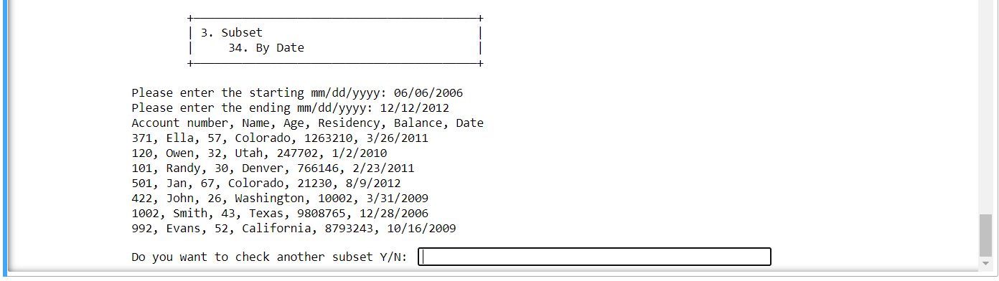 3. Subset
34. By Date
Please enter the starting mm/dd/yyyy: 06/06/2006
Please enter the ending mm/dd/yyyy: 12/12/2012
Account number, Name, Age, Residency, Balance, Date
371, Ella, 57, Colorado, 1263210, 3/26/2011
120, Owen, 32, Utah, 247702, 1/2/2010
101, Randy, 30, Denver, 766146, 2/23/2011
501, Jan, 67, Colorado, 21230, 8/9/2012
422, John, 26, Washington, 10002, 3/31/2009
1002, Smith, 43, Texas, 9808765, 12/28/2006
992, Evans, 52, California, 8793243, 10/16/2009
Do you want to check another subset Y/N: